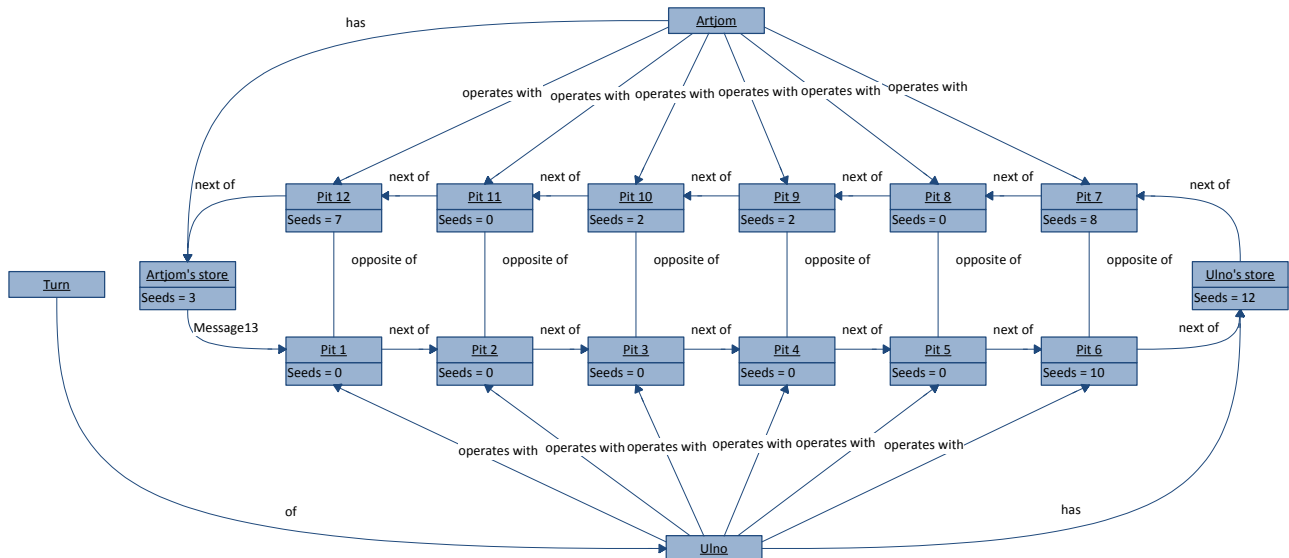 Artjom
has
operates with
operates with
operates with
operates with
operates with
operates with
next of
next of
next of
next of
next of
next of
next of
Pit 12
Seeds = 7
Pit 11
Seeds = 0
Pit 10
Seeds = 2
Pit 9
Seeds = 2
Pit 8
Seeds = 0
Pit 7
Seeds = 8
Turn
Artjom's store
Seeds = 3
opposite of
opposite of
opposite of
opposite of
opposite of
opposite of
Ulno's store
Seeds = 12
Message13
next of
next of
next of
next of
next of
next of
Pit 1
Seeds = 0
Pit 2
Seeds = 0
Pit 3
Seeds = 0
Pit 4
Seeds = 0
Pit 5
Seeds = 0
Pit 6
Seeds = 10
operates with
operates with
operates with
operates with
operates with
operates with
of
has
Ulno